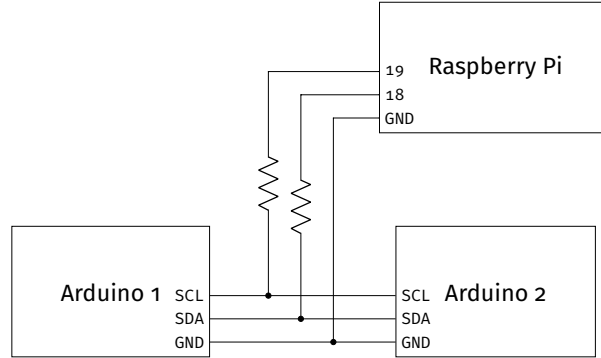 19
Raspberry Pi
18
GND
Arduino 1
SCL
SDA
GND
SCL
Arduino 2
SDA
GND